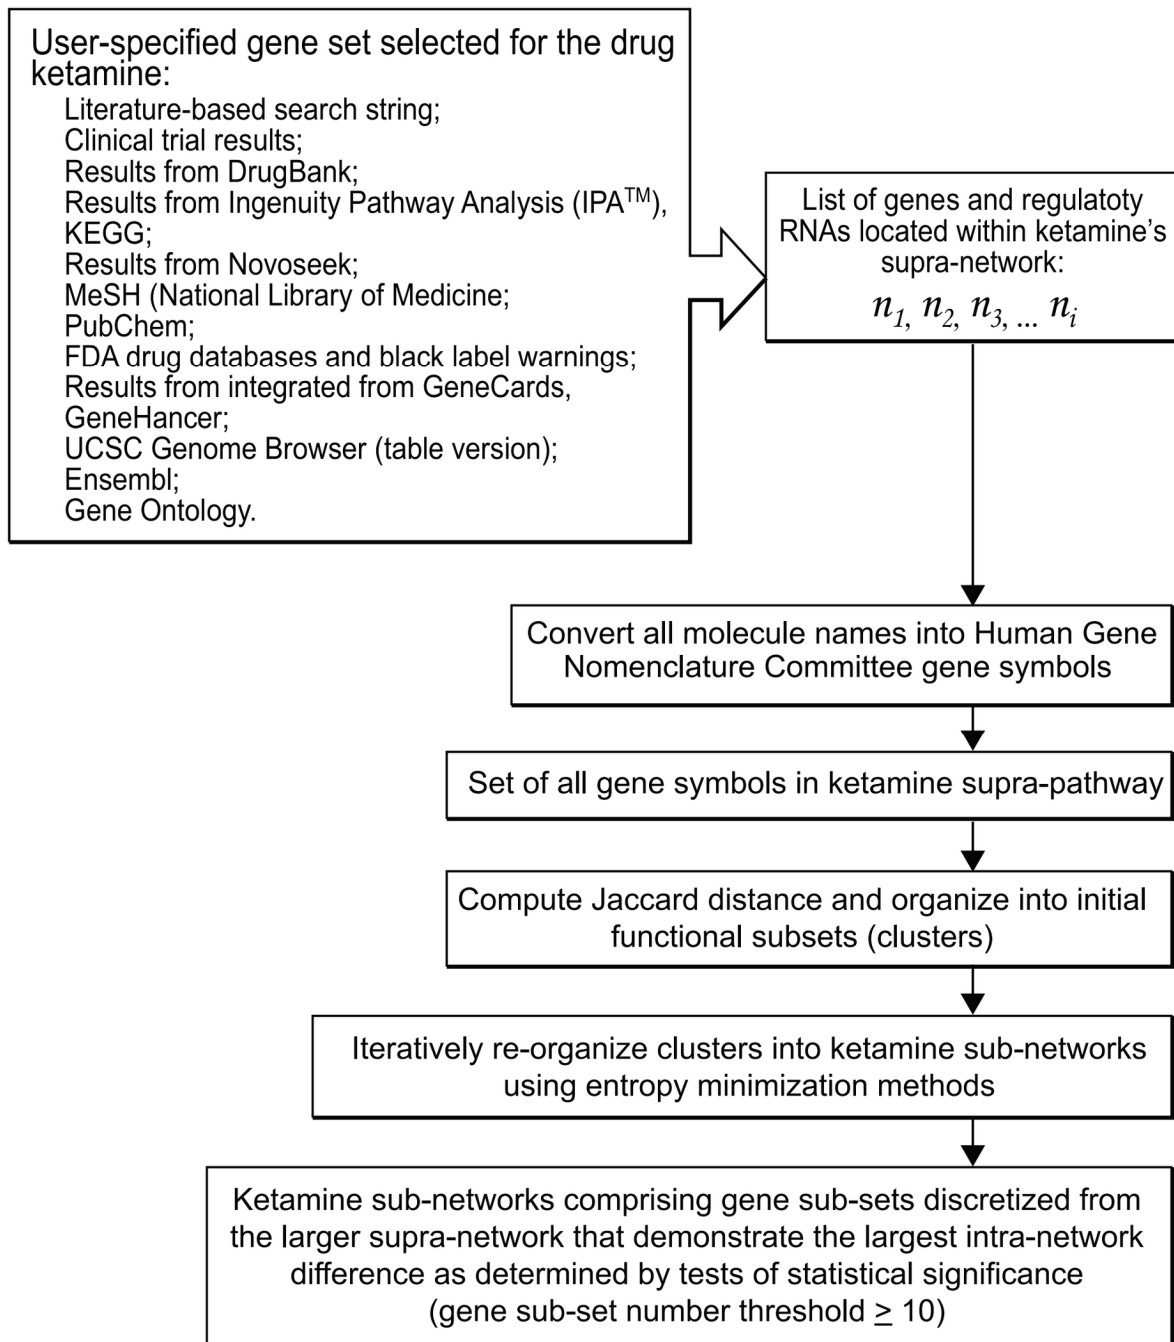 User-specified gene set selected for the drug
ketamine:
Literature-based search string;
Clinical trial results;
Results from DrugBank;
Results from Ingenuity Pathway Analysis (IPA™),
KEGG;
Results from Novoseek;
MeSH (National Library of Medicine;
PubChem;
FDA drug databases and black label warnings;
Results from integrated from GeneCards,
GeneHancer;
UCSC Genome Browser (table version);
Ensembl;
Gene Ontology.
List of genes and regulatoty
RNAs located within ketamine's
supra-network:
n1, n2, n3, ... ni
Convert all molecule names into Human Gene
Nomenclature Committee gene symbols
Set of all gene symbols in ketamine supra-pathway
Compute Jaccard distance and organize into initial
functional subsets (clusters)
Iteratively re-organize clusters into ketamine sub-networks
using entropy minimization methods
Ketamine sub-networks comprising gene sub-sets discretized from
the larger supra-network that demonstrate the largest intra-network
difference as determined by tests of statistical significance
(gene sub-set number threshold ≥ 10)